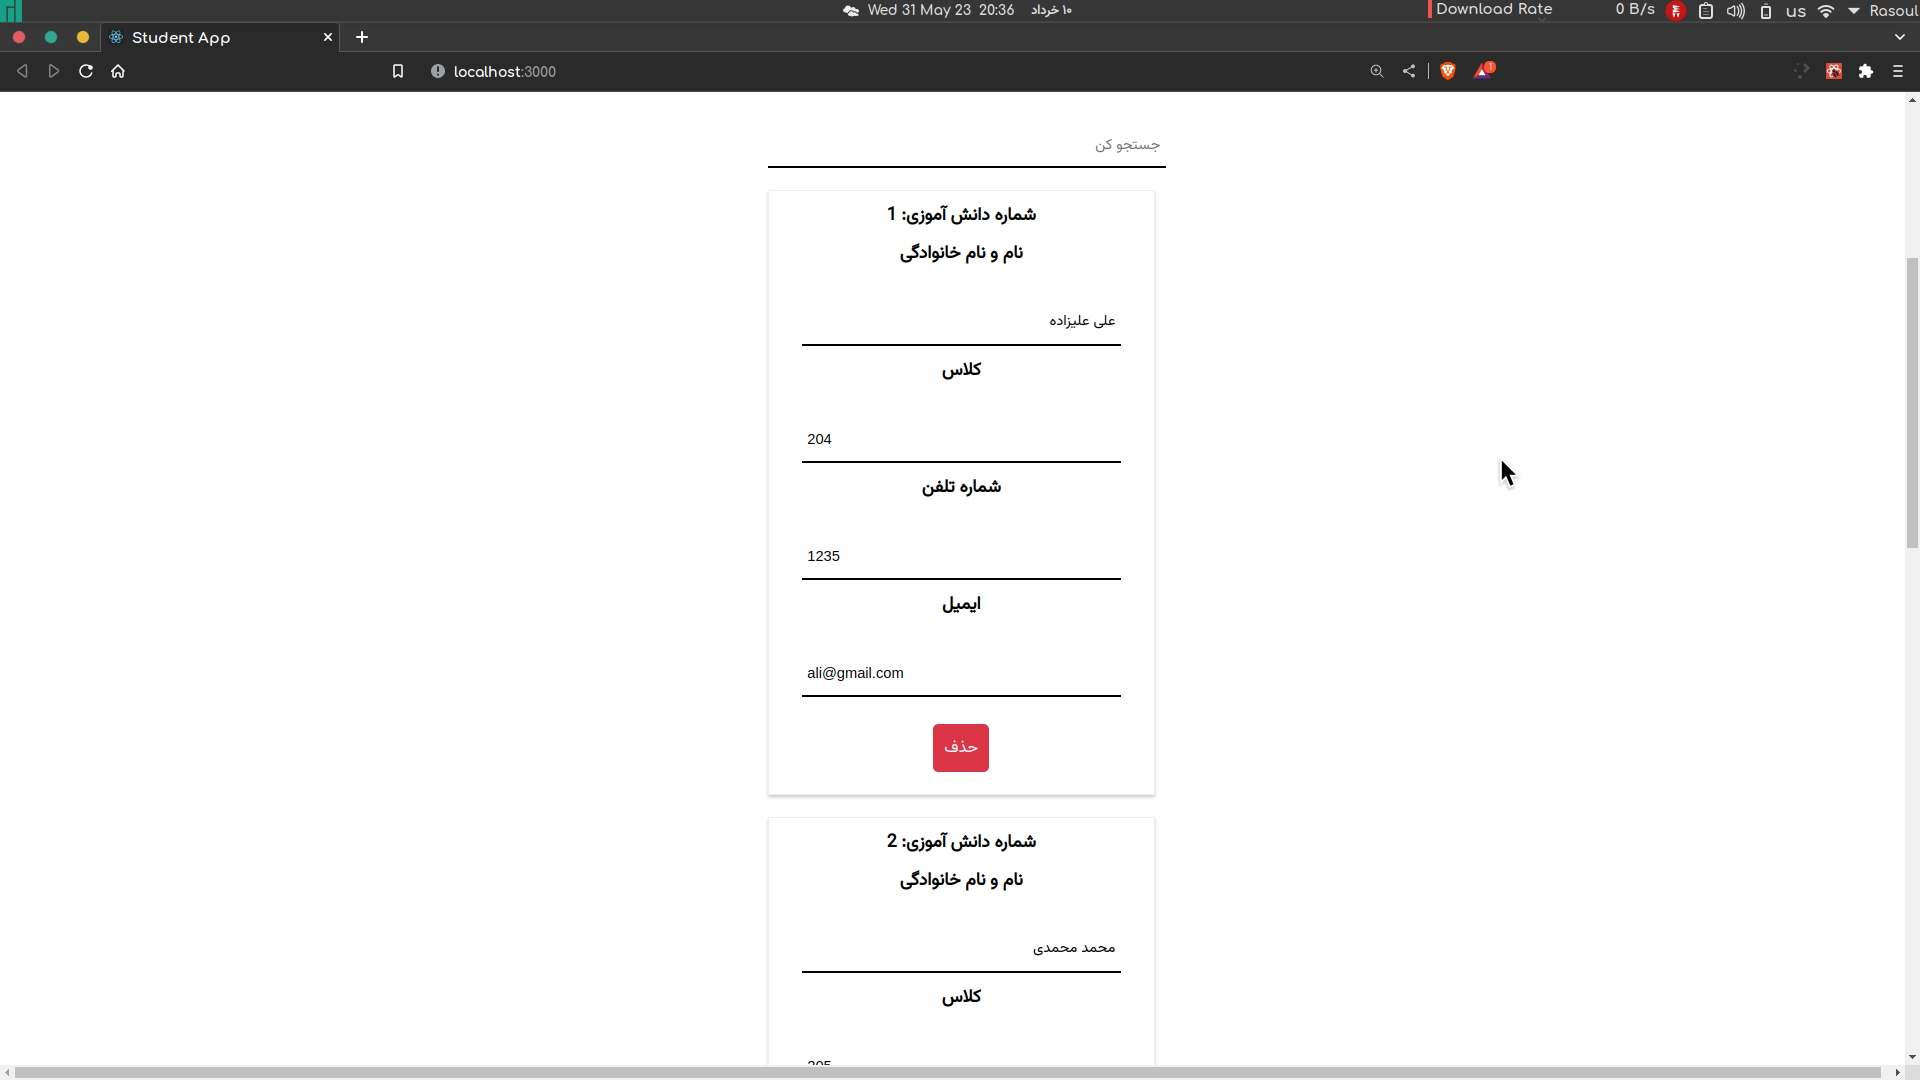 Wed 31 May 23 20:36 ۱۰ خرداد
Download Rate 0 B/s us Rasoul
Student App
localhost:3000
1
جستجو کن
شماره دانش آموزی: 1
نام و نام خانوادگی
علی علیزاده
کلاس
204
شماره تلفن
1235
ایمیل
ali@gmail.com
حذف
شماره دانش آموزی: 2
نام و نام خانوادگی
محمد محمدی
کلاس
205